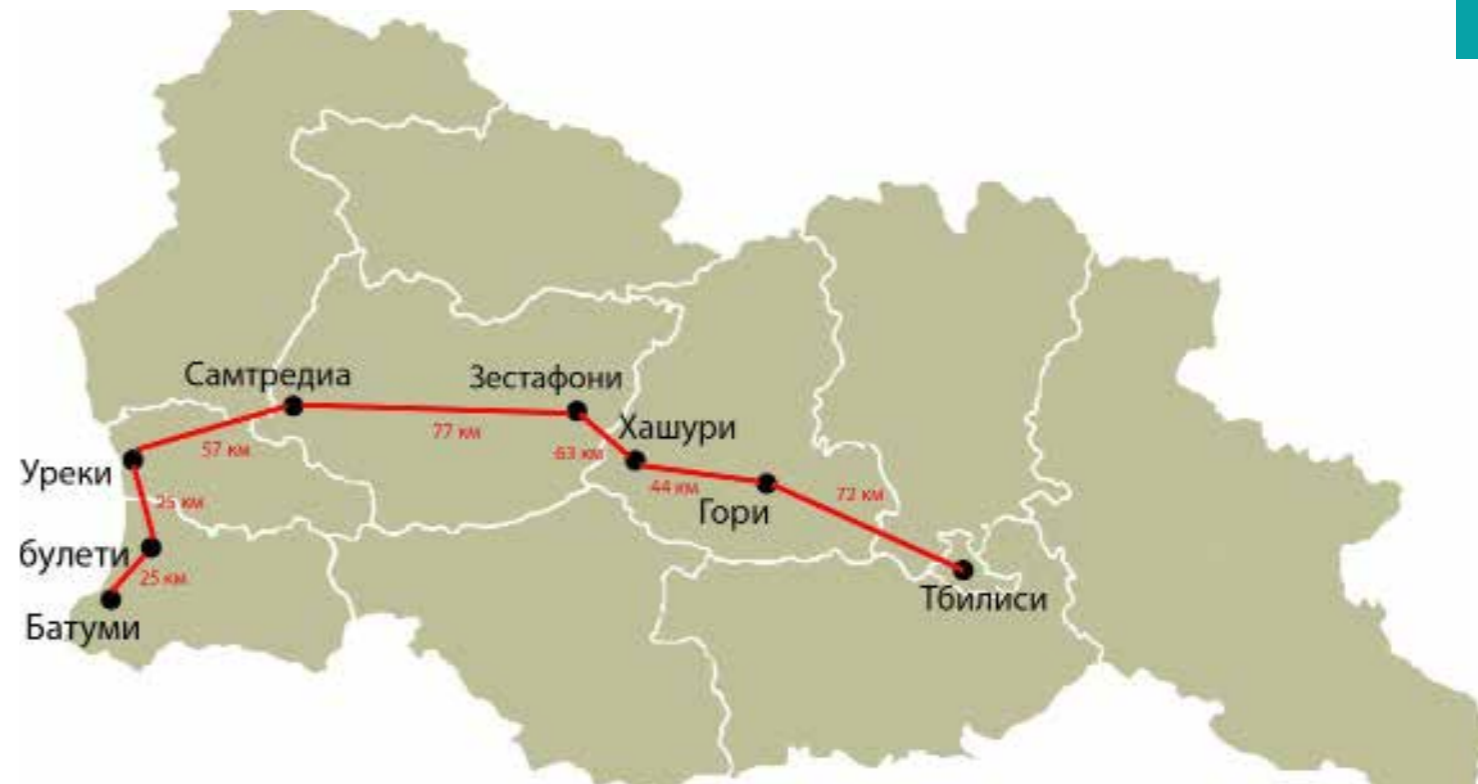 Самтредиа
Зестафони
Хашури
77 км
57 км
63 км
Уреки
44 км
72 км
25 км
Гори
булети
25 км
Тбилиси
Батуми